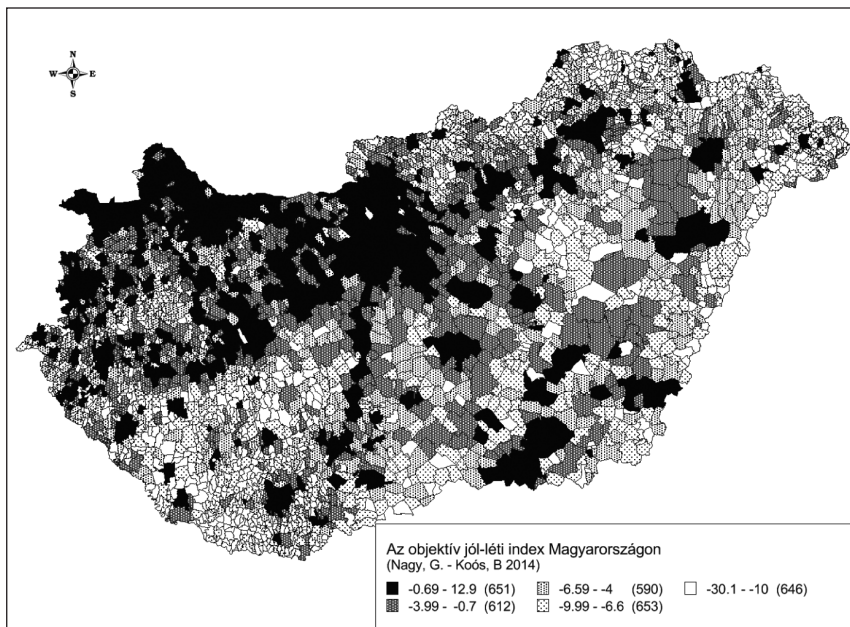 N
W E
S
Az objektív jól-léti index Magyarországon
(Nagy, G. - Koós, B 2014)
-0.69 - 12.9 (651) -6.59 - -4 (590) -30.1 - -10 (646)
-3.99 - -0.7 (612) -9.99 - -6.6 (653)